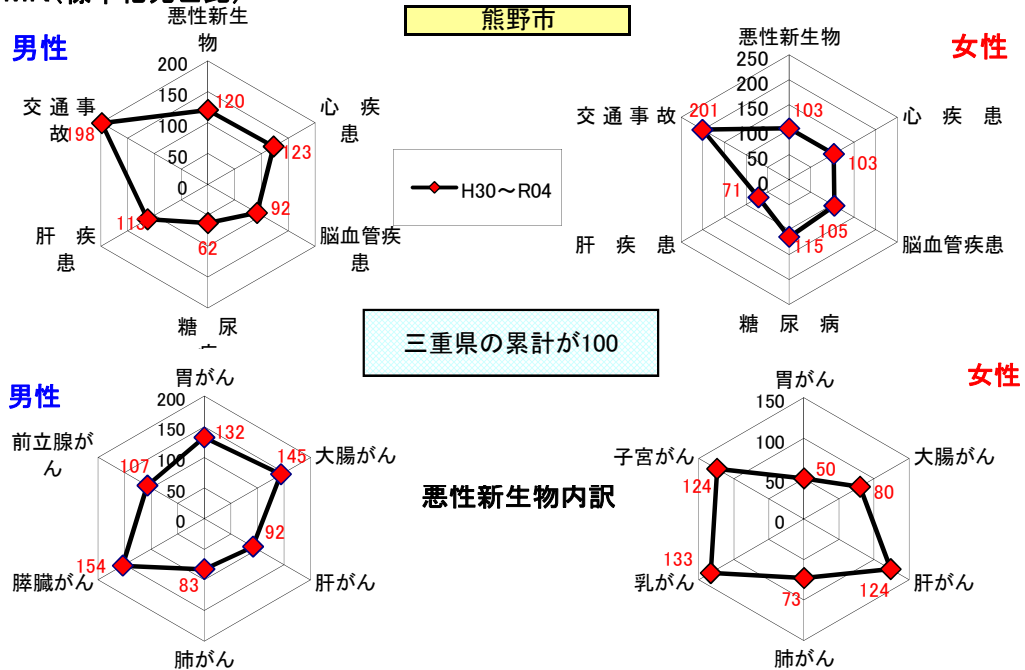 熊野市
男性
悪性新生
物
200
150
100
50
0
120
心 疾
患
123
92
脳血管疾
患
62
糖 尿
肝 疾
患
113
交 通 事
故
198
H30～R04
女性
悪性新生物
250
200
150
100
50
0
103
心 疾 患
103
105
脳血管疾患
115
糖 尿 病
肝 疾 患
71
交 通 事 故
201
三重県の累計が100
男性
胃がん
200
150
100
50
0
132
145
大腸がん
92
肝がん
83
肺がん
154
膵臓がん
107
前立腺が
ん
悪性新生物内訳
女性
胃がん
150
100
50
0
50
80
大腸がん
124
肝がん
73
肺がん
133
乳がん
124
子宮がん